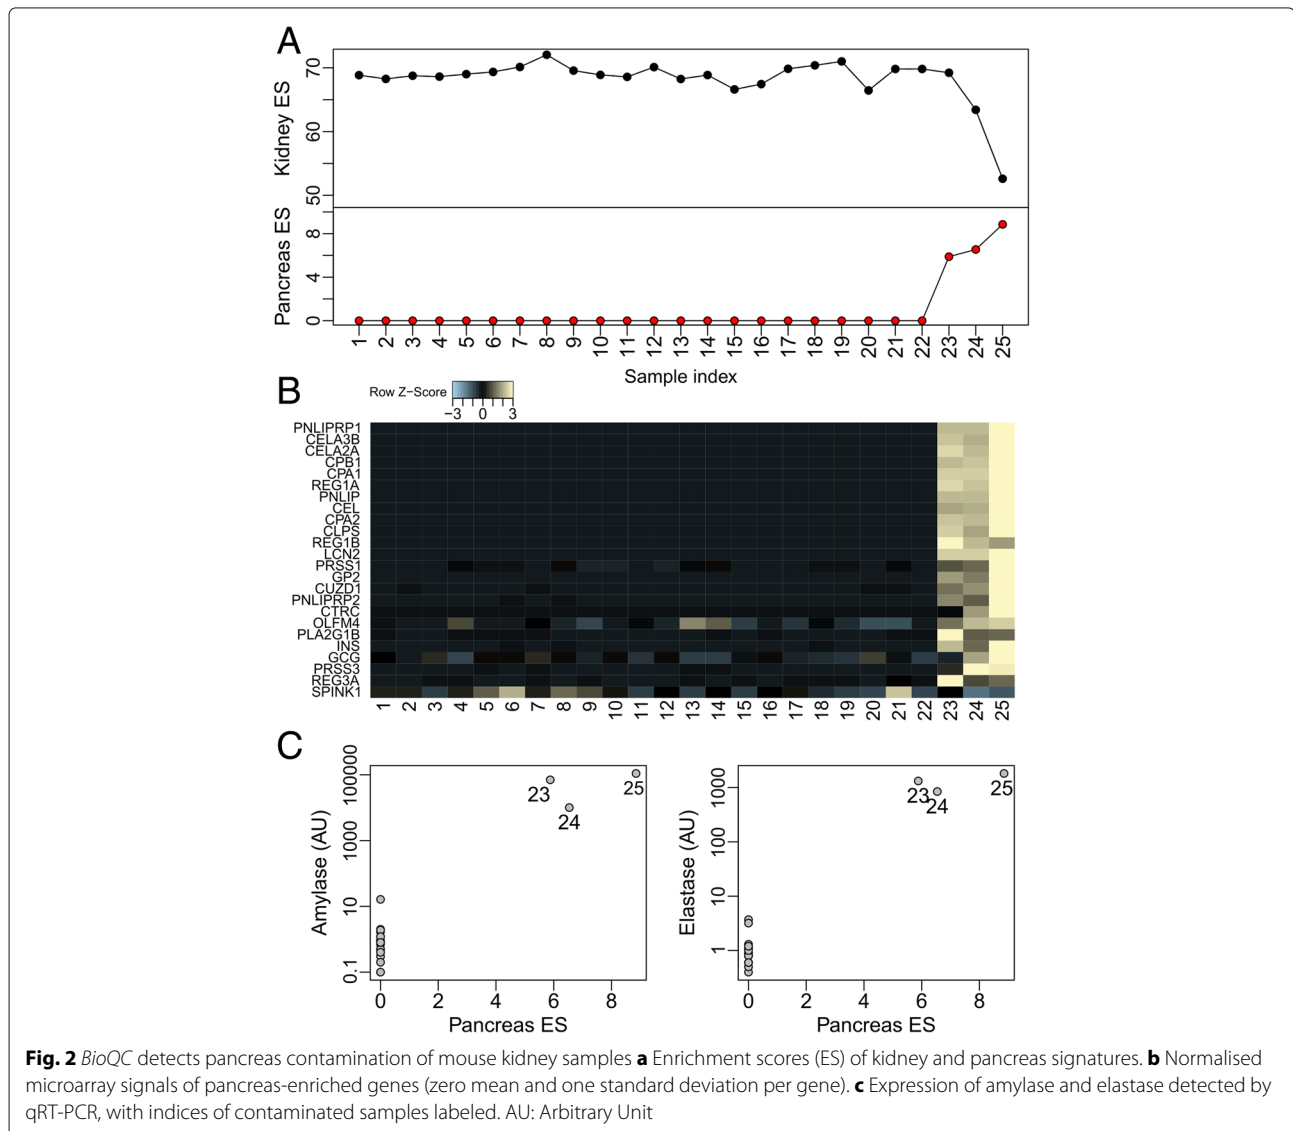 A
Kidney ES
70
60
50
Pancreas ES
8
4
0
1 2 3 4 5 6 7 8 9 10 11 12 13 14 15 16 17 18 19 20 21 22 23 24 25
Sample index
B
Row Z−Score
−3 0 3
PNLIPRP1
CELA3B
CELA2A
CPB1
CPA1
REG1A
PNLIP
CEL
CPA2
CLPS
REG1B
LCN2
PRSS1
GP2
CUZD1
PNLIPRP2
CTRC
OLFM4
PLA2G1B
INS
GCG
PRSS3
REG3A
SPINK1
1 2 3 4 5 6 7 8 9 10 11 12 13 14 15 16 17 18 19 20 21 22 23 24 25
C
Amylase (AU)
100000
1000
10
0.1
23
24
25
0 2 4 6 8
Pancreas ES
Elastase (AU)
1000
100
10
1
23
24
25
0 2 4 6 8
Pancreas ES
Fig. 2 BioQC detects pancreas contamination of mouse kidney samples a Enrichment scores (ES) of kidney and pancreas signatures. b Normalised
microarray signals of pancreas-enriched genes (zero mean and one standard deviation per gene). c Expression of amylase and elastase detected by
qRT-PCR, with indices of contaminated samples labeled. AU: Arbitrary Unit